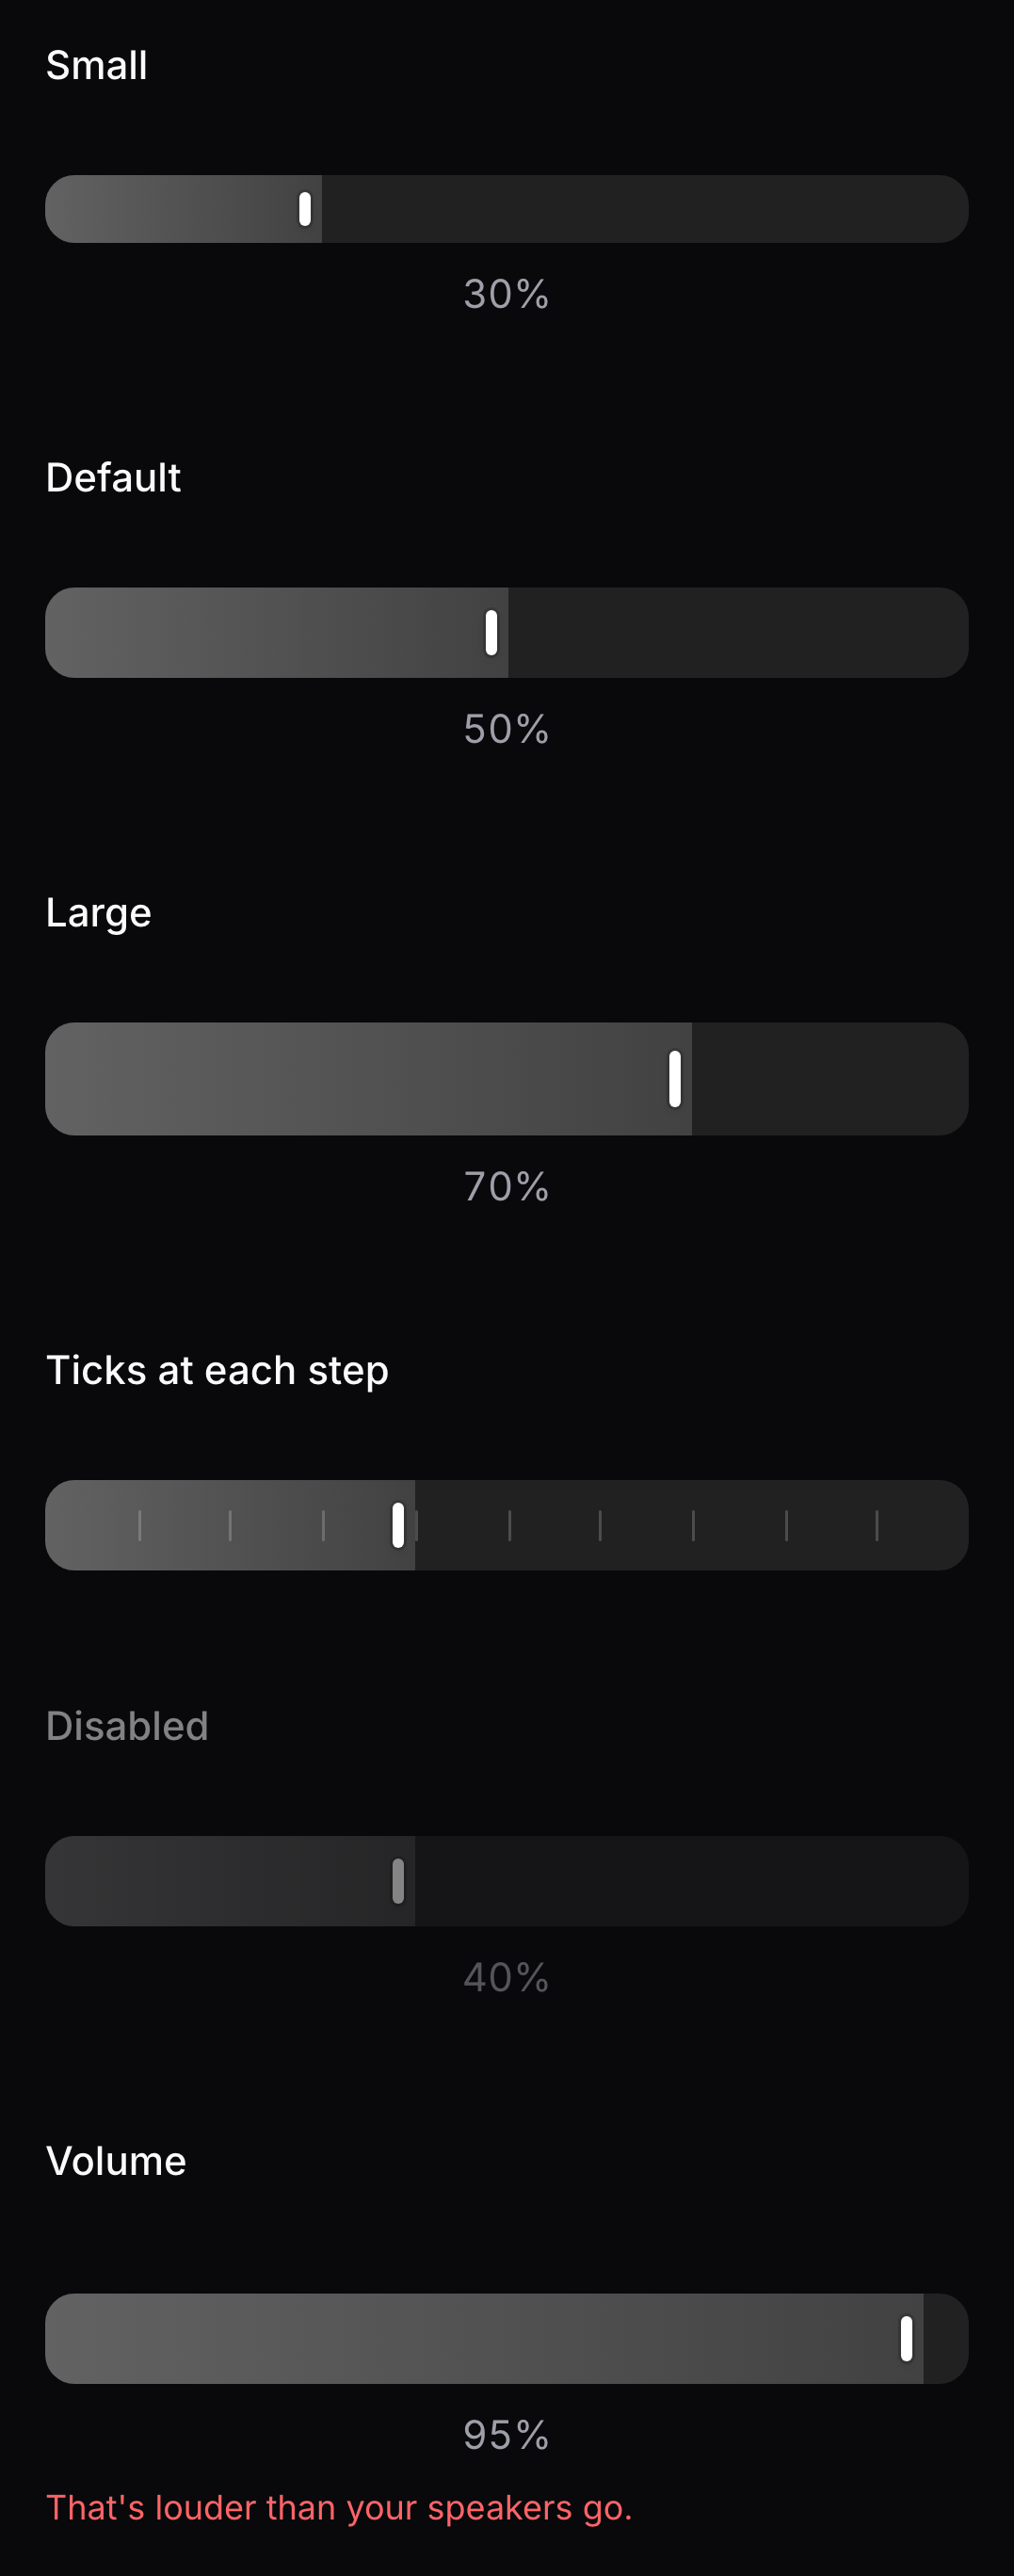 Small
30%
Default
50%
Large
70%
Ticks at each step
Disabled
40%
Volume
95%
That's louder than your speakers go.